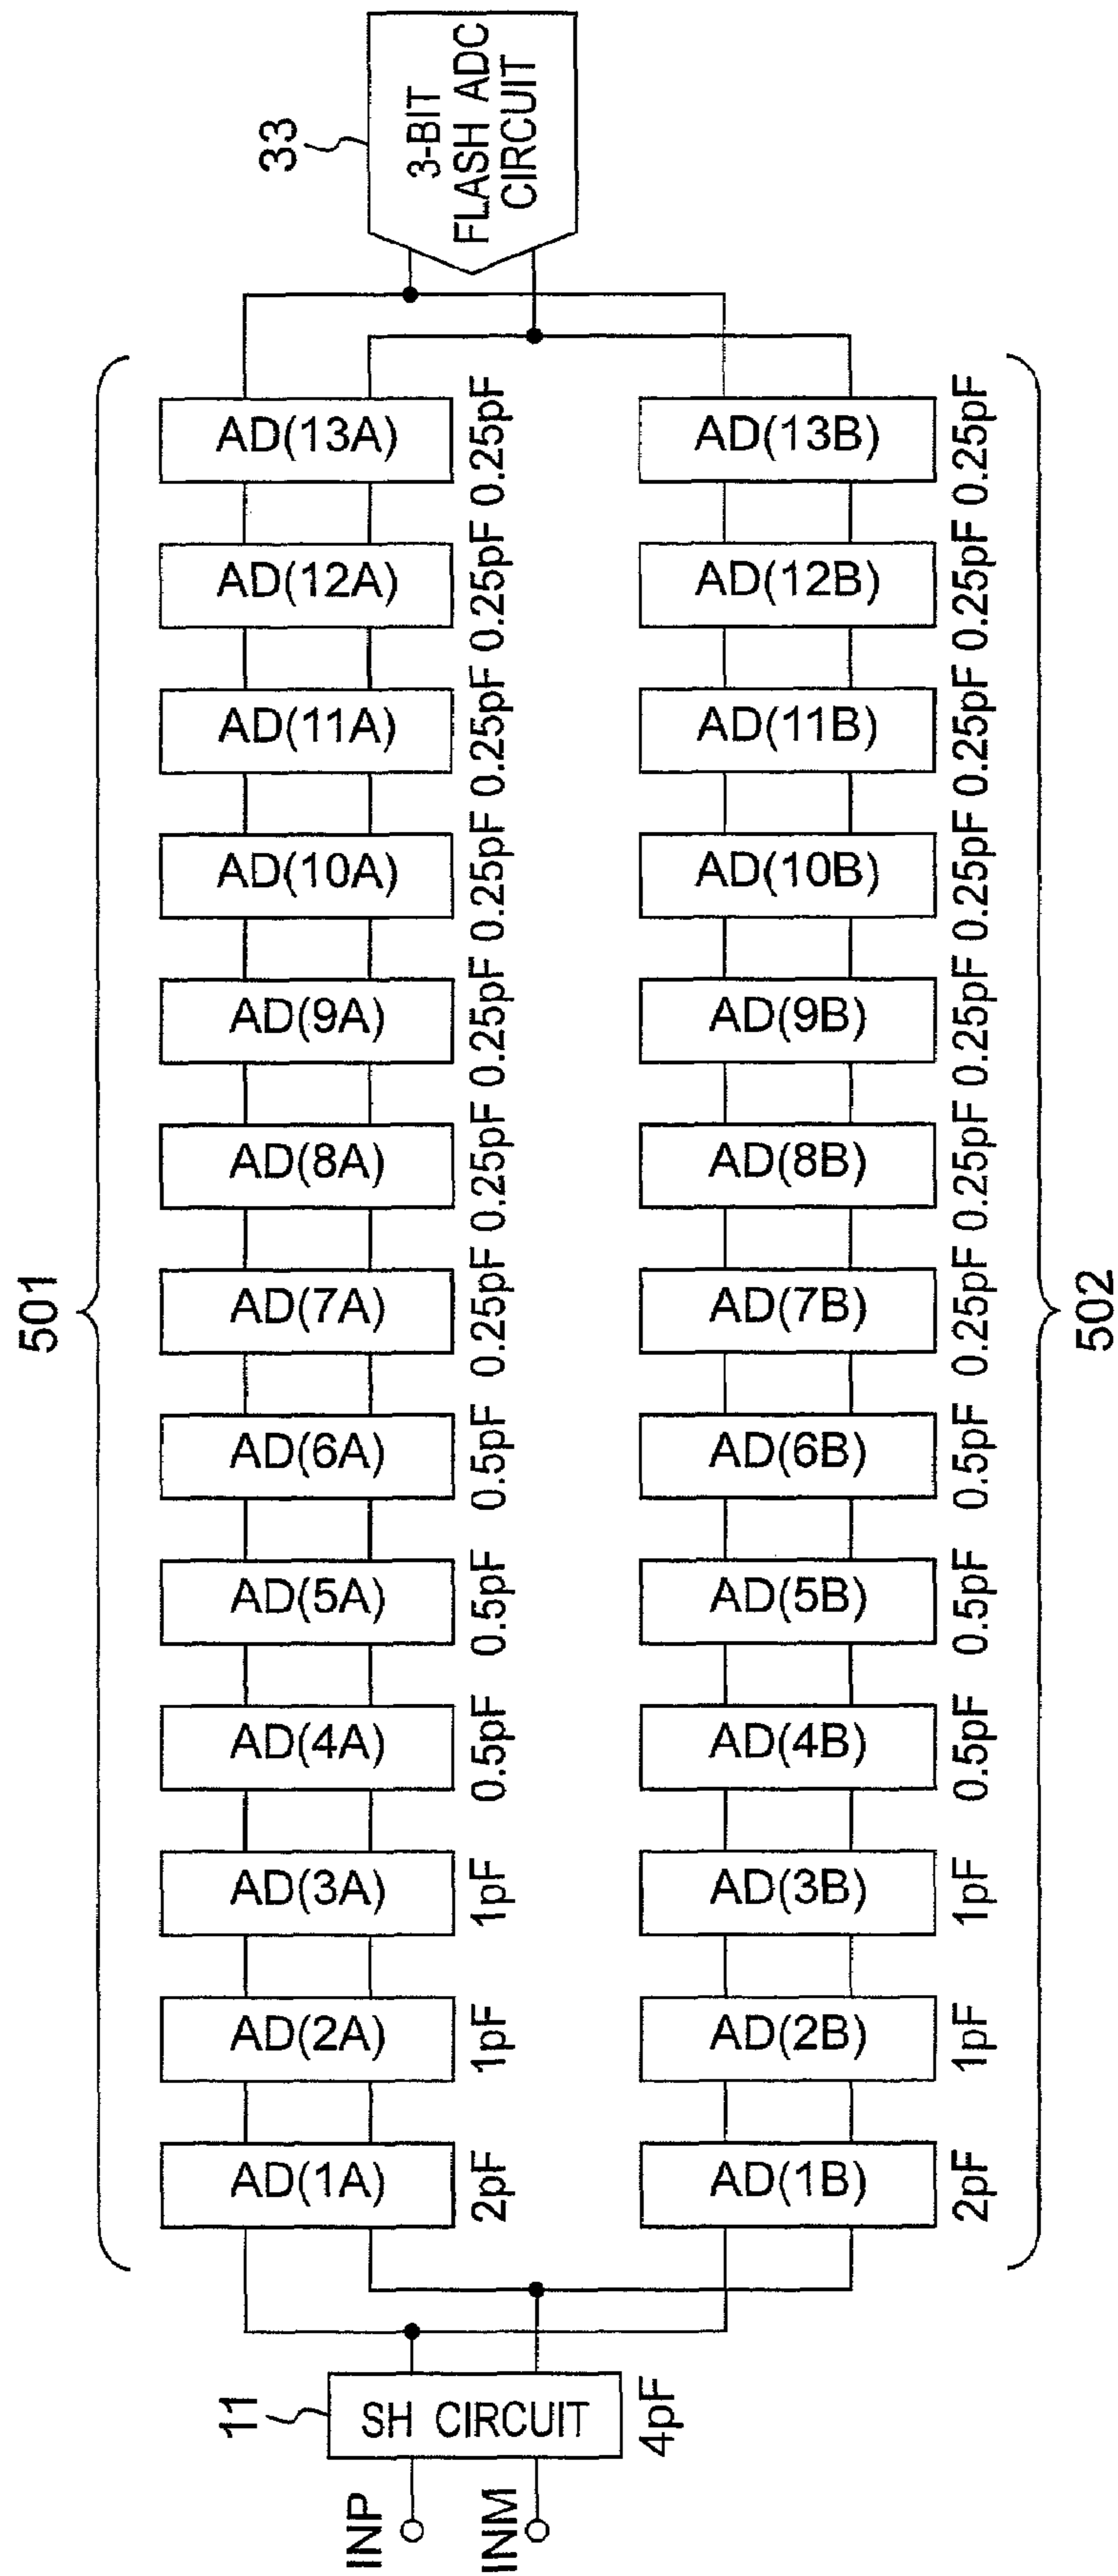 501
AD(1A)
AD(2A)
AD(3A)
AD(4A)
AD(5A)
AD(6A)
AD(7A)
AD(8A)
AD(9A)
AD(10A)
AD(11A)
AD(12A)
AD(13A)
2pF
1pF
1pF
0.5pF
0.5pF
0.5pF
0.25pF
0.25pF
0.25pF
0.25pF
0.25pF
0.25pF
0.25pF
11
INP
INM
SH CIRCUIT
4pF
33
3-BIT
FLASH ADC
CIRCUIT
AD(1B)
AD(2B)
AD(3B)
AD(4B)
AD(5B)
AD(6B)
AD(7B)
AD(8B)
AD(9B)
AD(10B)
AD(11B)
AD(12B)
AD(13B)
2pF
1pF
1pF
0.5pF
0.5pF
0.5pF
0.25pF
0.25pF
0.25pF
0.25pF
0.25pF
0.25pF
0.25pF
502